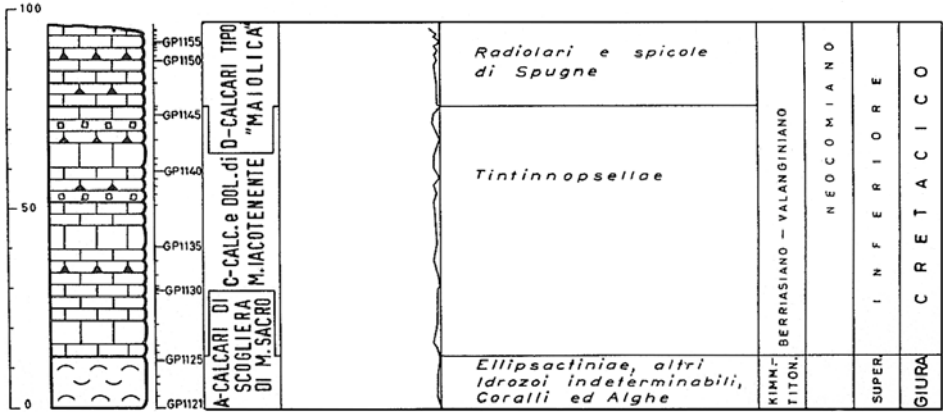 100
50
0
GP1155
GP1150
GP1145
GP1140
GP1135
GP1130
GP1125
GP1121
D-CALCARI TIPO
"MAIOLICA"
C-CALC.e DOL.di
M.IACOTENENTE
A-CALCARI DI
SCOGLIERA
DI M.SACRO
Radiolari e spicole
di Spugne
Tintinnopsellae
Ellipsactiniae, altri
Idrozoi indeterminabili,
Coralli ed Alghe
BERRIASIANO – VALANGINIANO
KIMM.-
TITON.
NEOCOMIANO
INFERIORE
SUPER.
CRETACICO
GIURA